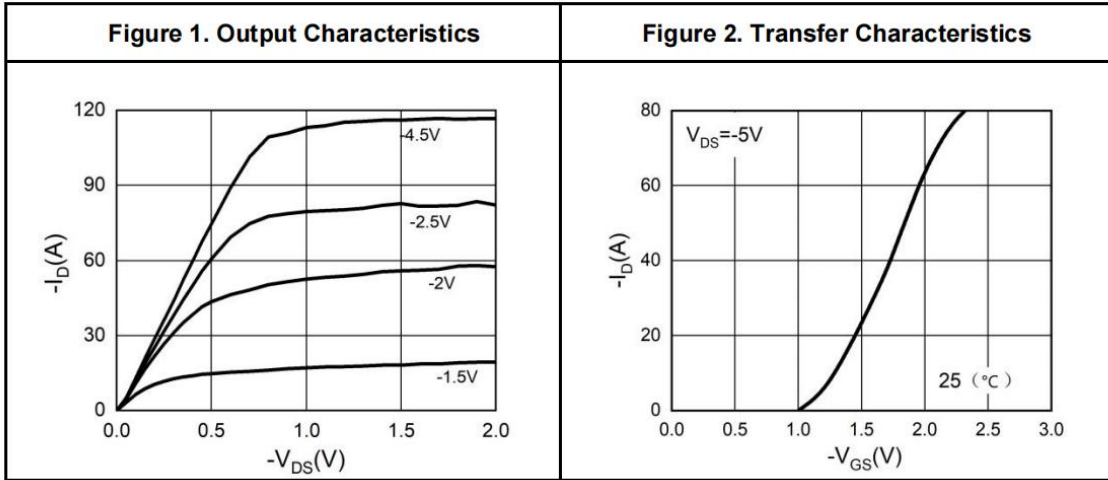 Figure 1. Output Characteristics
Figure 2. Transfer Characteristics
120
90
60
30
0
-I_D(A)
-4.5V
-2.5V
-2V
-1.5V
0.0 0.5 1.0 1.5 2.0
-V_DS(V)
80
60
40
20
0
-I_D(A)
V_DS=-5V
25（℃）
0.0 0.5 1.0 1.5 2.0 2.5 3.0
-V_GS(V)